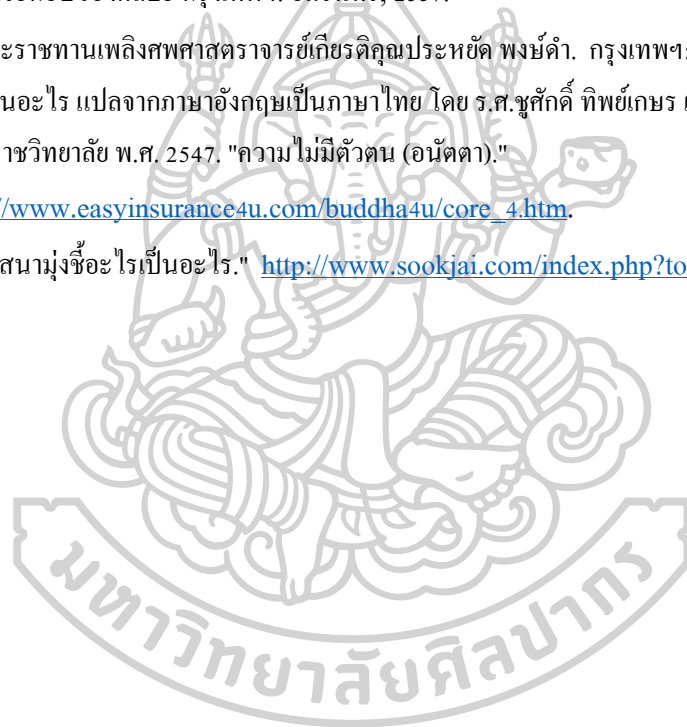 ะราชทานเพลิงศพศาสตราจารย์เกียรติคุณประหยัด พงษ์ดำ. กรุงเทพฯ:
นอะไร แปลจากภาษาอังกฤษเป็นภาษาไทย โดย ร.ศ.ชูศักดิ์ ทิพย์เกษร
าชวิทยาลัย พ.ศ. 2547. "ความไม่มีตัวตน (อนัตตา)."
//www.easyinsurance4u.com/buddha4u/core_4.htm.
สนามุ่งชี้อะไรเป็นอะไร." http://www.sookjai.com/index.php?to
มหาวิทยาลัยศิลปากร